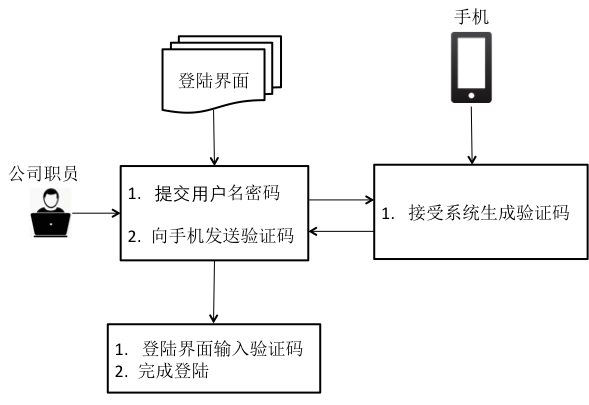 手机
登陆界面
公司职员
1. 提交用户名密码
2. 向手机发送验证码
1. 接受系统生成验证码
1. 登陆界面输入验证码
2. 完成登陆